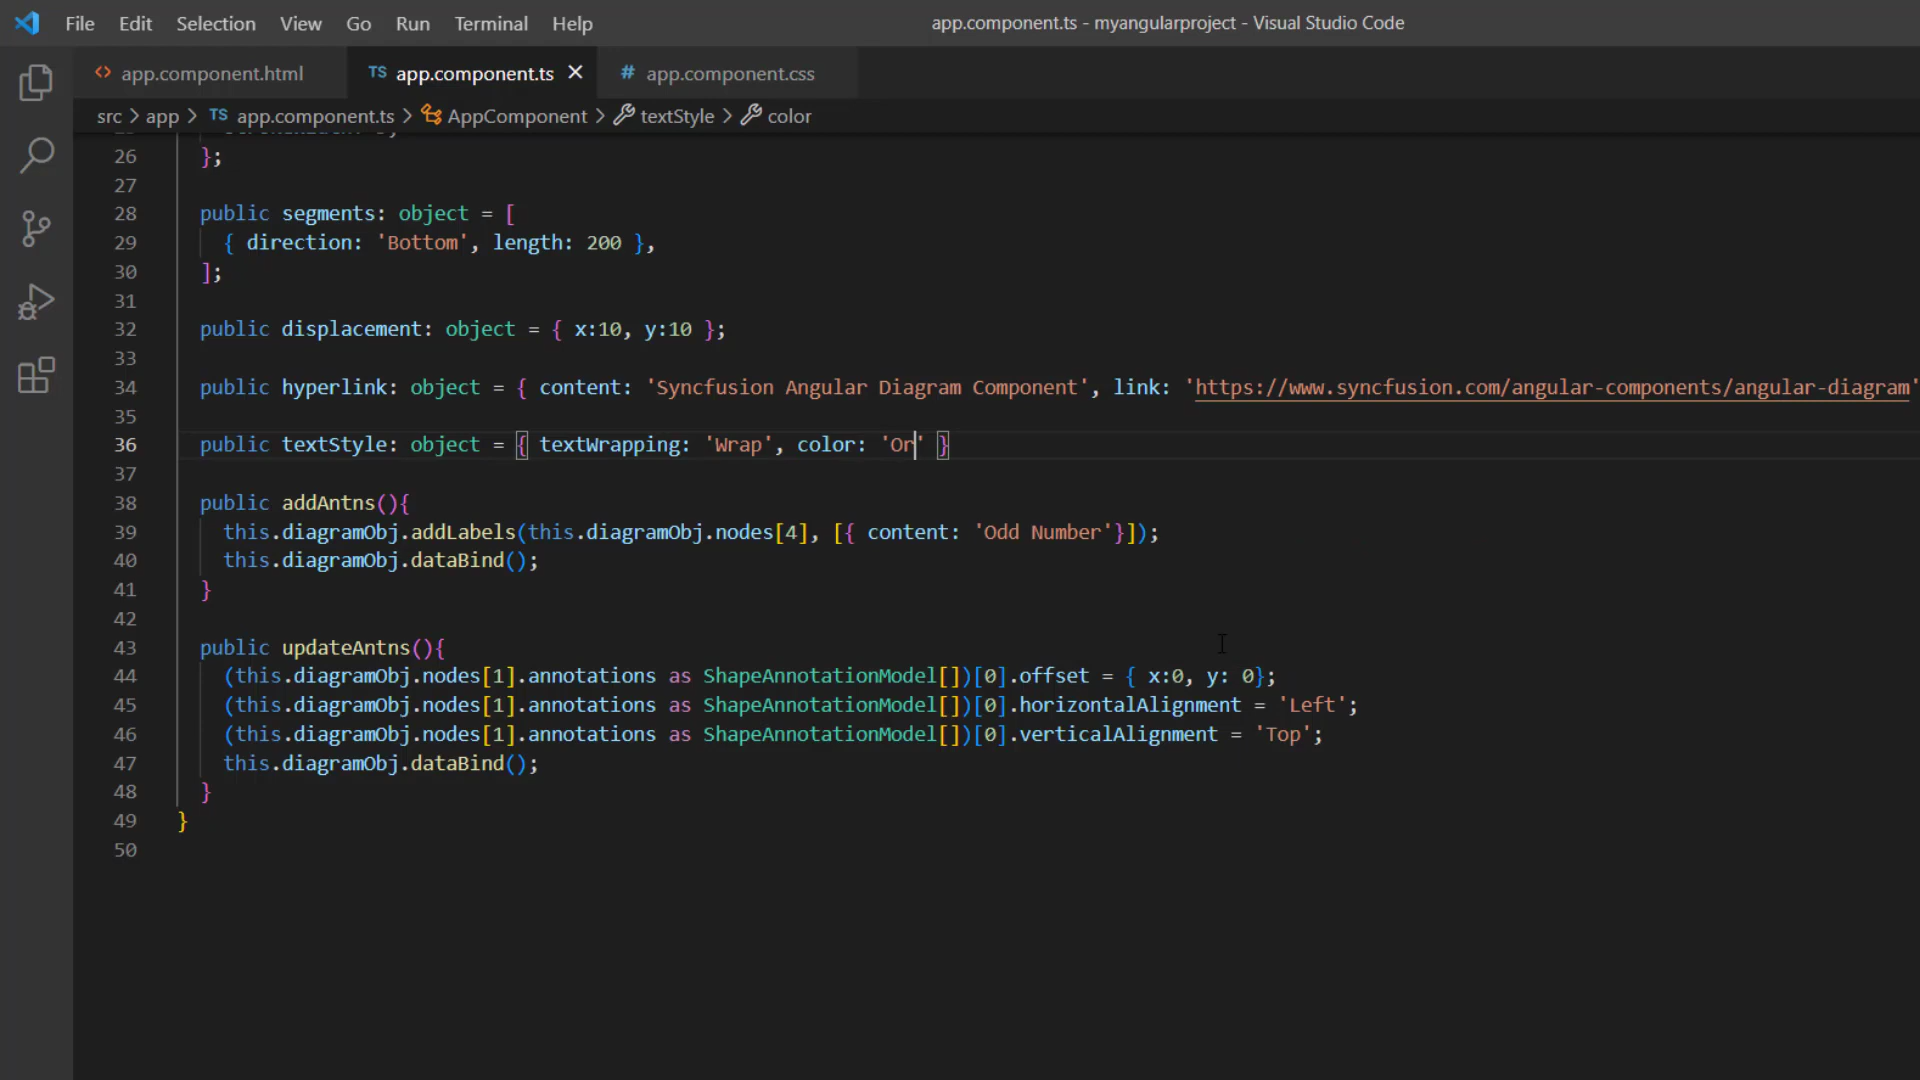 File Edit Selection View Go Run Terminal Help app.component.ts - myangularproject - Visual Studio Code
<> app.component.html TS app.component.ts × # app.component.css
src > app > TS app.component.ts > AppComponent > textStyle > color
26 };
27
28 public segments: object = [
29 { direction: 'Bottom', length: 200 },
30 ];
31
32 public displacement: object = { x:10, y:10 };
33
34 public hyperlink: object = { content: 'Syncfusion Angular Diagram Component', link: 'https://www.syncfusion.com/angular-components/angular-diagram'
35
36 public textStyle: object = { textWrapping: 'Wrap', color: 'Or' }
37
38 public addAntns(){
39 this.diagramObj.addLabels(this.diagramObj.nodes[4], [{ content: 'Odd Number'}]);
40 this.diagramObj.dataBind();
41 }
42
43 public updateAntns(){
44 (this.diagramObj.nodes[1].annotations as ShapeAnnotationModel[])[0].offset = { x:0, y: 0};
45 (this.diagramObj.nodes[1].annotations as ShapeAnnotationModel[])[0].horizontalAlignment = 'Left';
46 (this.diagramObj.nodes[1].annotations as ShapeAnnotationModel[])[0].verticalAlignment = 'Top';
47 this.diagramObj.dataBind();
48 }
49 }
50